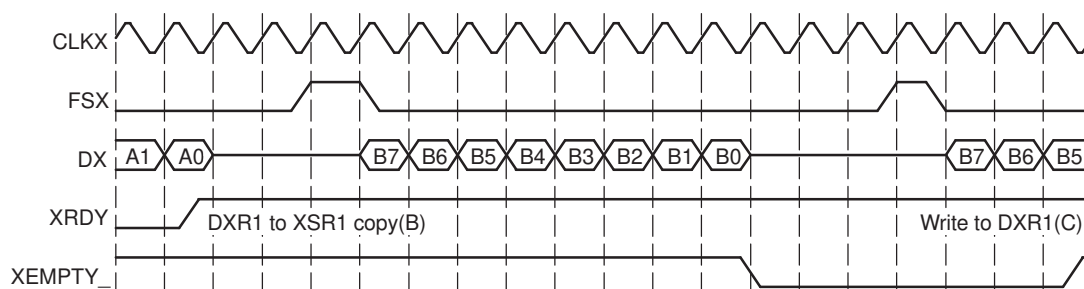 CLKX
FSX
DX A1 A0 B7 B6 B5 B4 B3 B2 B1 B0 B7 B6 B5
XRDY DXR1 to XSR1 copy(B) Write to DXR1(C)
XEMPTY_